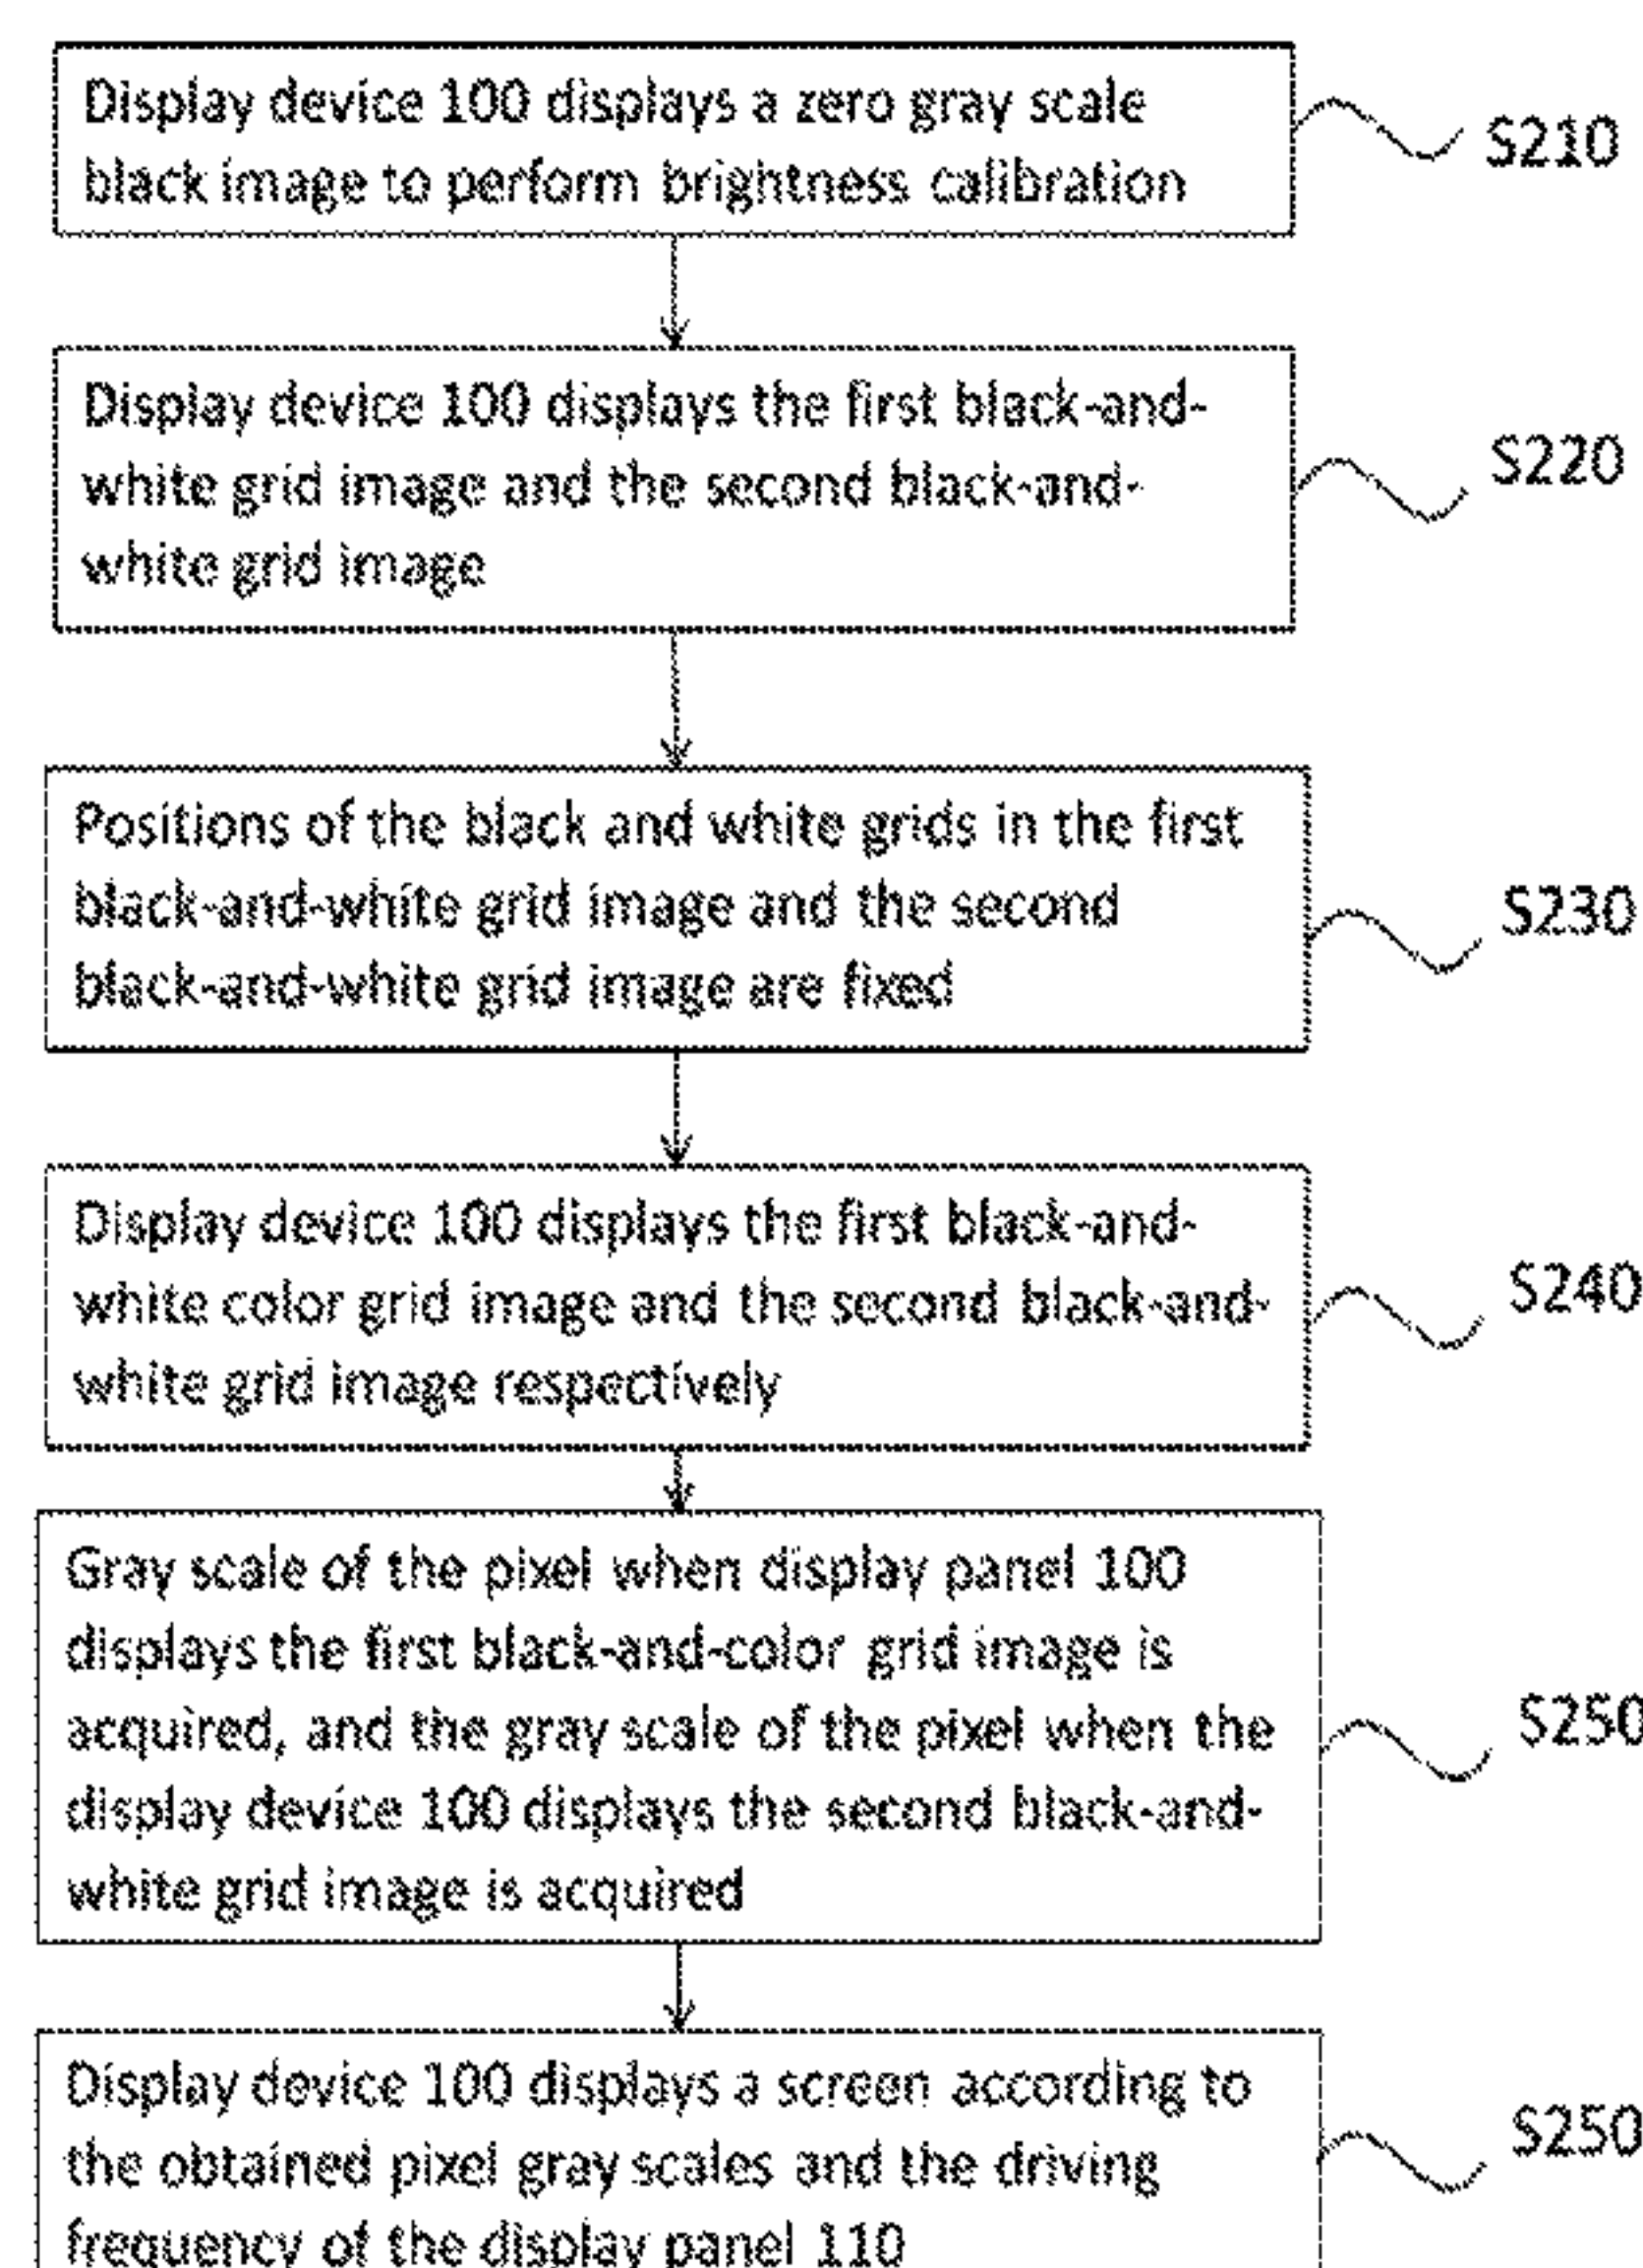 Display device 100 displays a zero gray scale
black image to perform brightness calibration
S210
Display device 100 displays the first black-and-
white grid image and the second black-and-
white grid image
S220
Positions of the black and white grids in the first
black-and-white grid image and the second
black-and-white grid image are fixed
S230
Display device 100 displays the first black-and-
white color grid image and the second black-and-
white grid image respectively
S240
Gray scale of the pixel when display panel 100
displays the first black-and-color grid image is
acquired, and the gray scale of the pixel when the
display device 100 displays the second black-and-
white grid image is acquired
S250
Display device 100 displays a screen according to
the obtained pixel gray scales and the driving
frequency of the display panel 110
S250